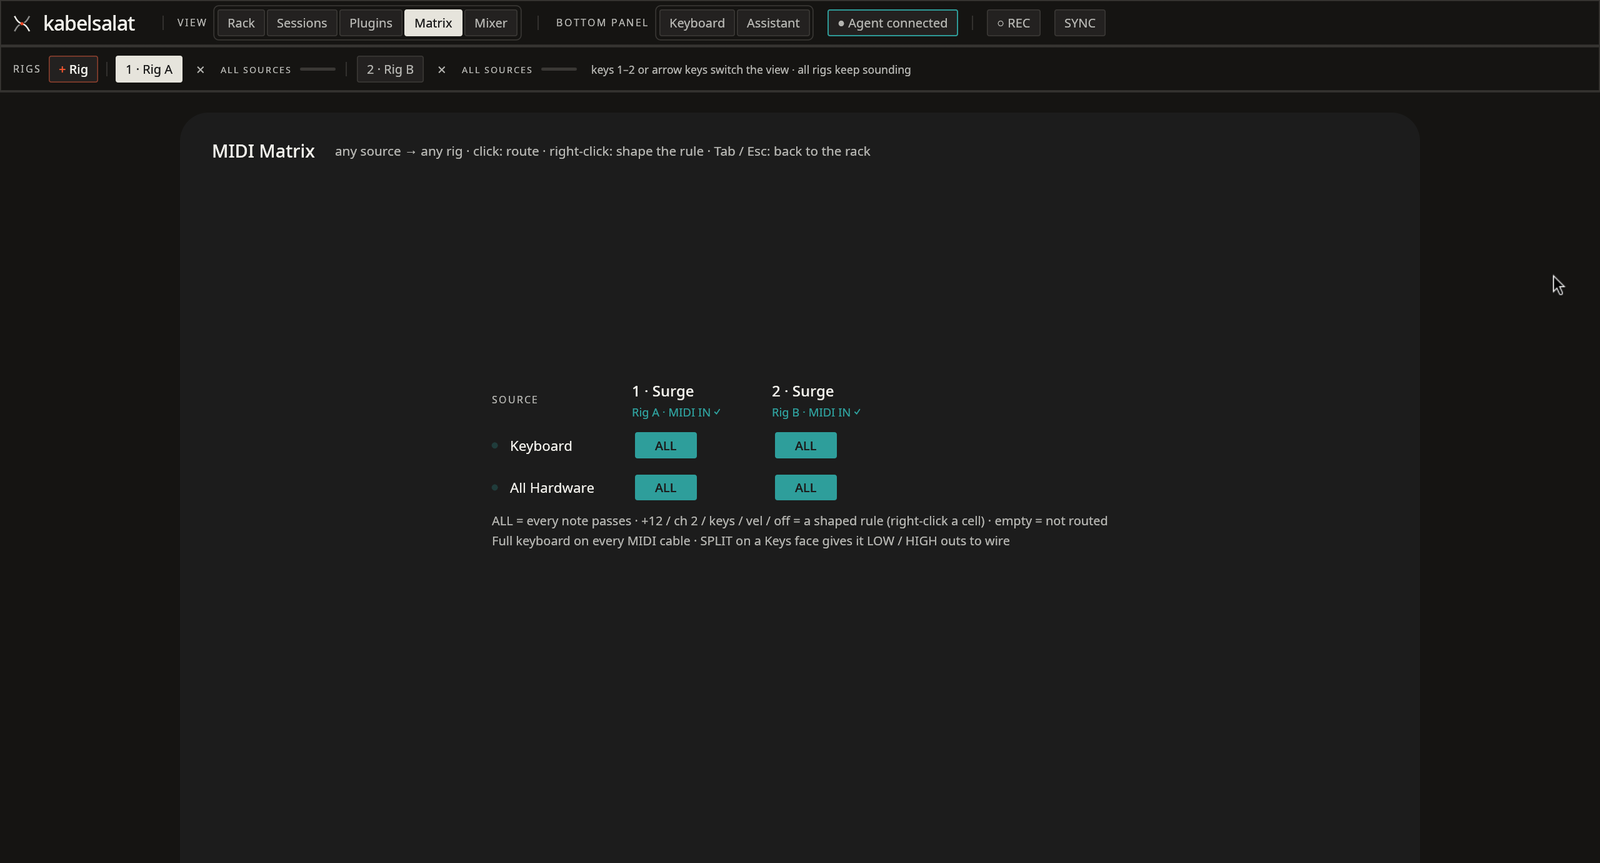 kabelsalat VIEW Rack Sessions Plugins Matrix Mixer BOTTOM PANEL Keyboard Assistant ● Agent connected ○ REC SYNC
RIGS + Rig 1 · Rig A × ALL SOURCES 2 · Rig B × ALL SOURCES keys 1–2 or arrow keys switch the view · all rigs keep sounding
MIDI Matrix any source → any rig · click: route · right-click: shape the rule · Tab / Esc: back to the rack
SOURCE 1 · Surge 2 · Surge
Rig A · MIDI IN ✓ Rig B · MIDI IN ✓
Keyboard ALL ALL
All Hardware ALL ALL
ALL = every note passes · +12 / ch 2 / keys / vel / off = a shaped rule (right-click a cell) · empty = not routed
Full keyboard on every MIDI cable · SPLIT on a Keys face gives it LOW / HIGH outs to wire